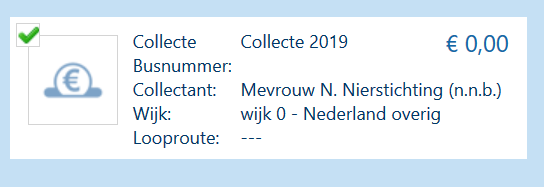 Collecte Collecte 2019 € 0,00
Busnummer:
Collectant: Mevrouw N. Nierstichting (n.n.b.)
Wijk: wijk 0 - Nederland overig
Looproute: ---